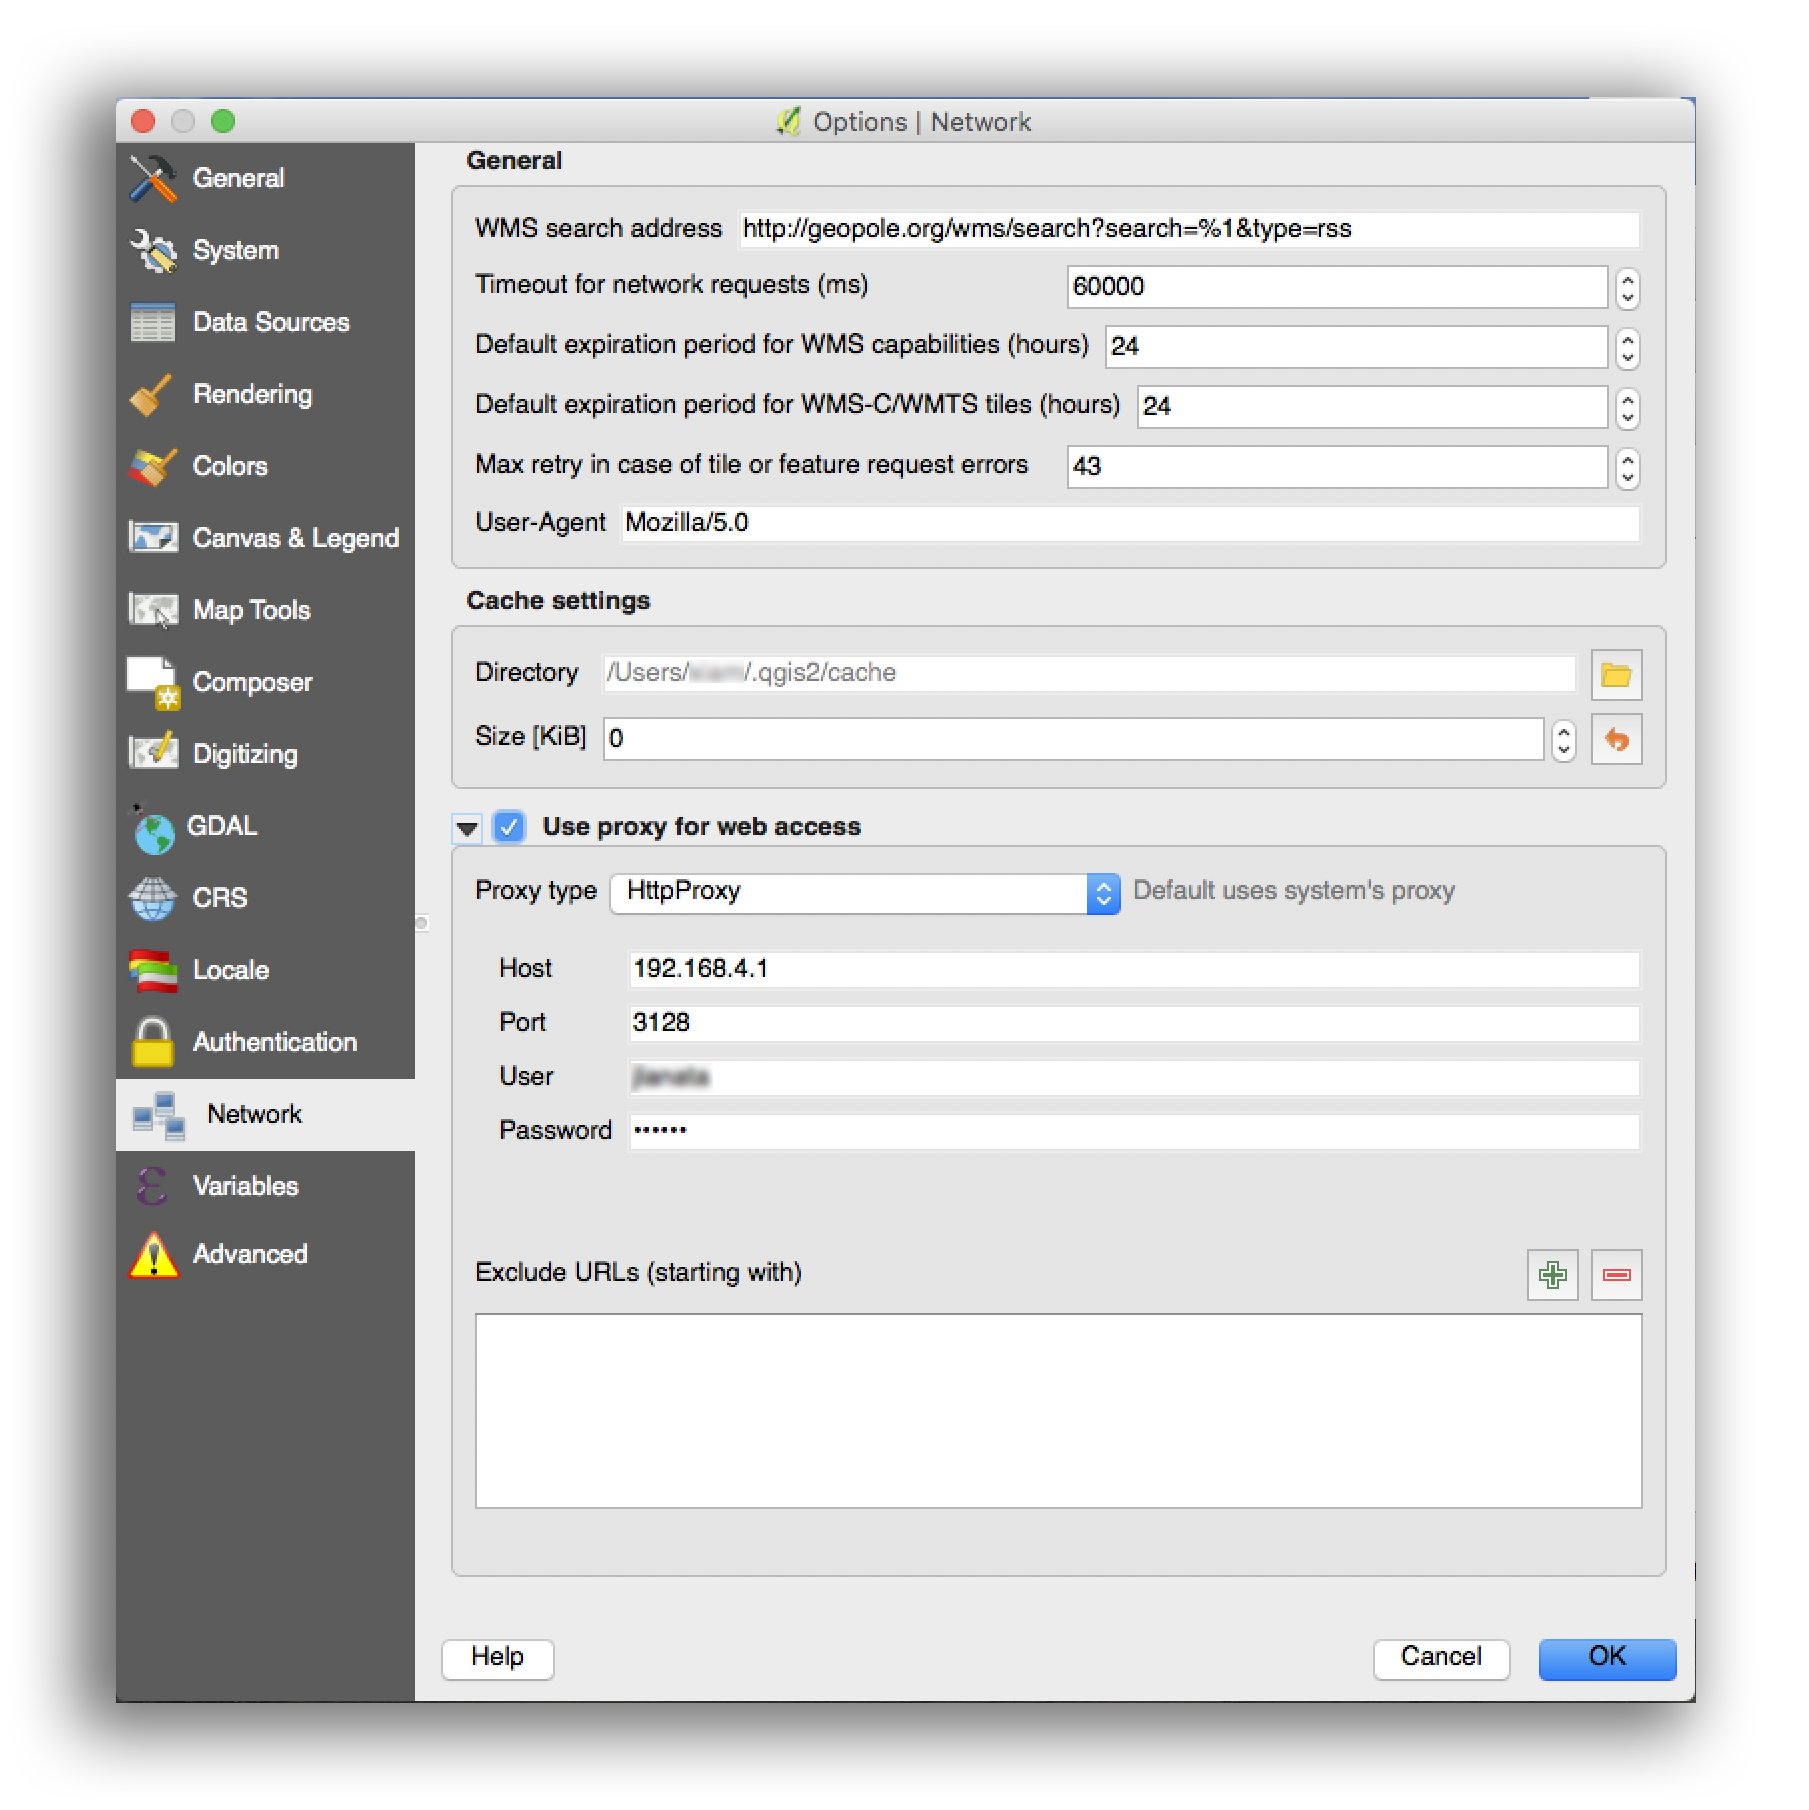 Options | Network
General
System
Data Sources
Rendering
Colors
Canvas & Legend
Map Tools
Composer
Digitizing
GDAL
CRS
Locale
Authentication
Network
Variables
Advanced
General
WMS search address http://geopole.org/wms/search?search=%1&type=rss
Timeout for network requests (ms) 60000
Default expiration period for WMS capabilities (hours) 24
Default expiration period for WMS-C/WMTS tiles (hours) 24
Max retry in case of tile or feature request errors 43
User-Agent Mozilla/5.0
Cache settings
Directory /Users/ /.qgis2/cache
Size [KiB] 0
Use proxy for web access
Proxy type HttpProxy Default uses system's proxy
Host 192.168.4.1
Port 3128
User
Password ••••••
Exclude URLs (starting with)
Help Cancel OK